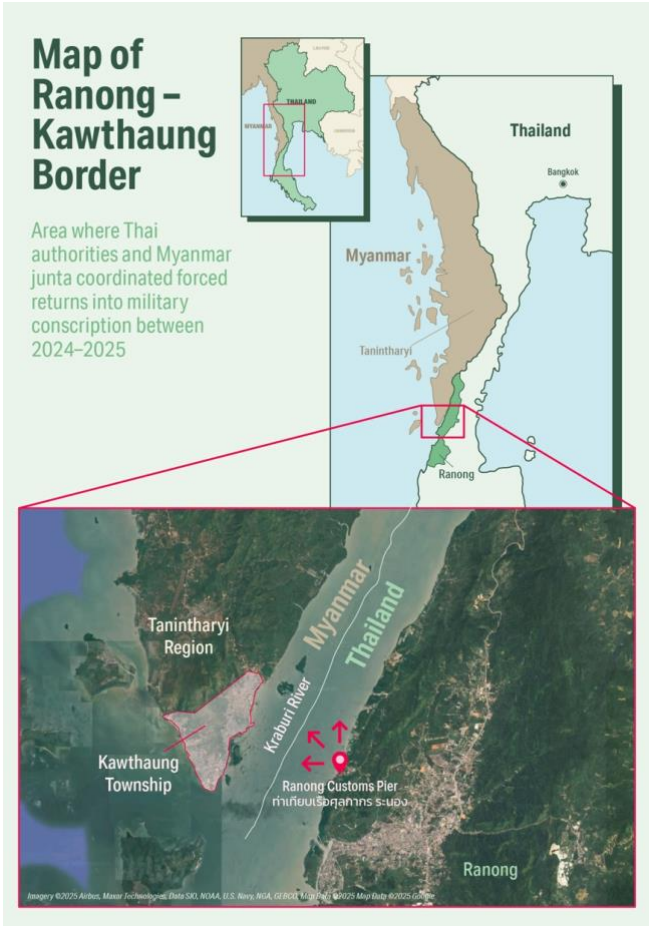 Map of
Ranong –
Kawthaung
Border
Area where Thai
authorities and Myanmar
junta coordinated forced
returns into military
conscription between
2024–2025
THAILAND
MYANMAR
Thailand
Bangkok
Myanmar
Tanintharyi
Ranong
Tanintharyi
Region
Myanmar
Thailand
Kraburi River
Kawthaung
Township
Ranong Customs Pier
ท่าเทียบเรือศุลกากร ระนอง
Ranong
Imagery ©2025 Airbus, Maxar Technologies, Data SIO, NOAA, U.S. Navy, NGA, GEBCO, Map Data ©2025 Map Data ©2025 Google